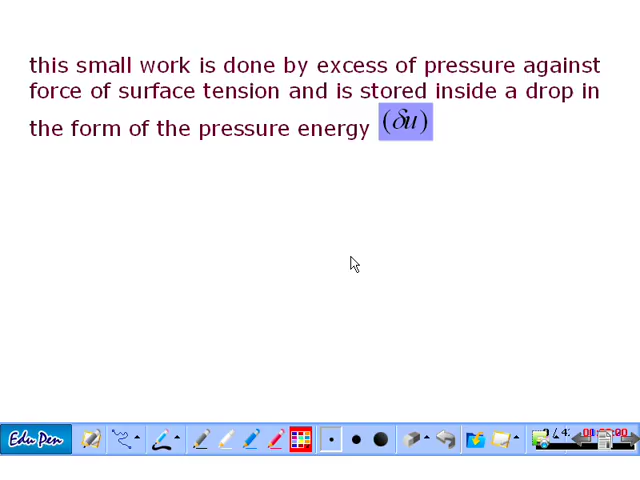 this small work is done by excess of pressure against
force of surface tension and is stored inside a drop in
the form of the pressure energy (δu)
Edu Pen
/ 42